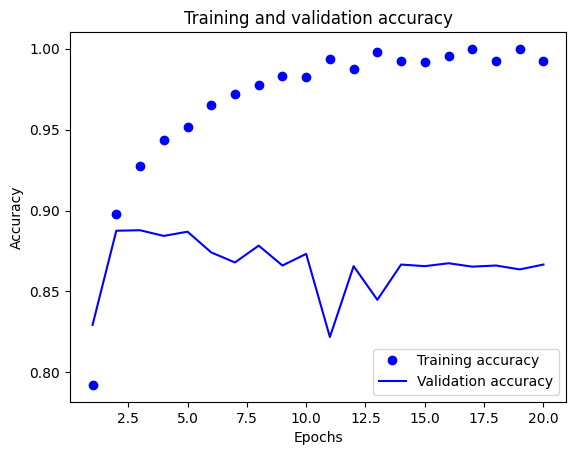 Training and validation accuracy
1.00
0.95
0.90
0.85
0.80
Accuracy
Training accuracy
Validation accuracy
2.5 5.0 7.5 10.0 12.5 15.0 17.5 20.0
Epochs